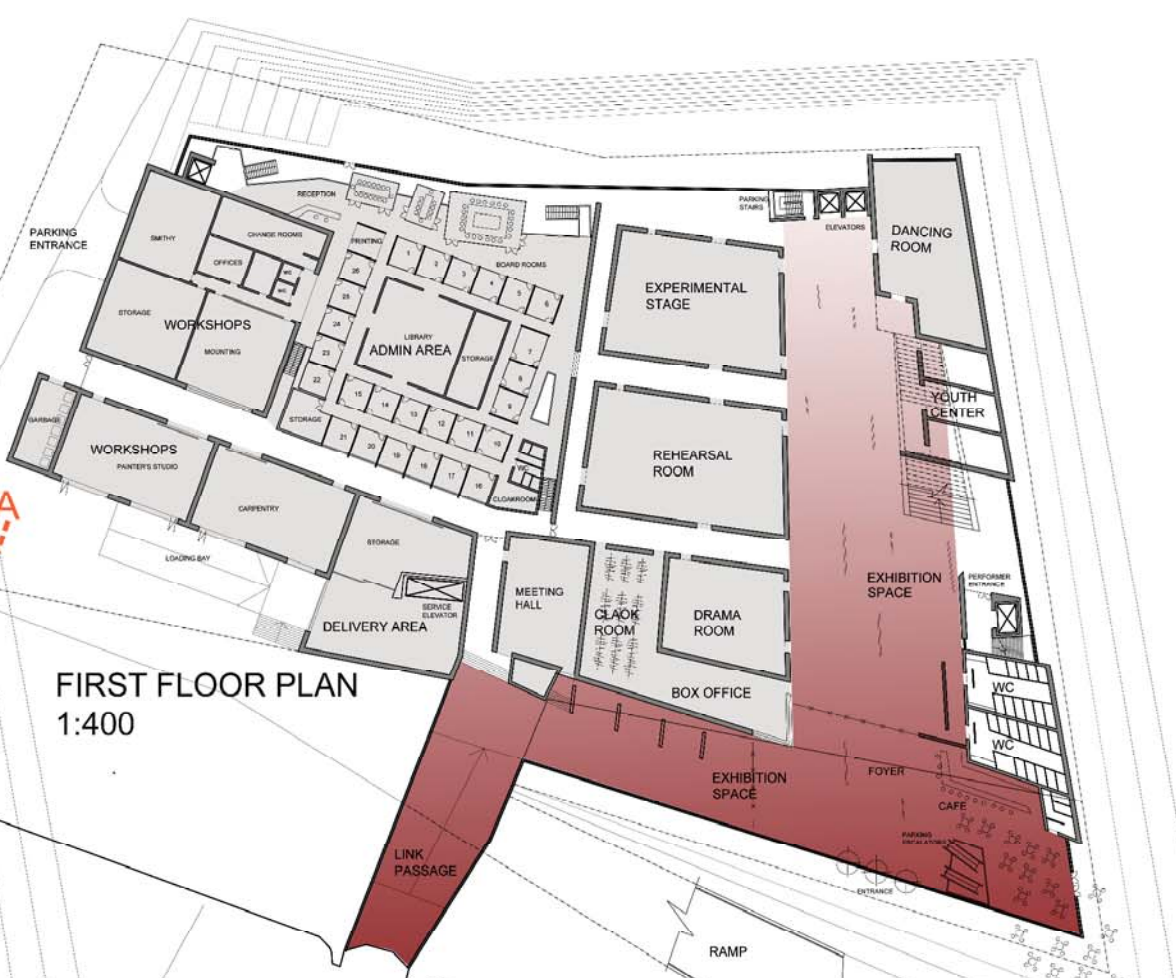 PARKING
STAIRS
ELEVATORS
DANCING
ROOM
RECEPTION
PARKING
ENTRANCE
SMITHY
CHANGE ROOMS
PRINTING
OFFICES
WC
WC
BOARD ROOMS
1
2
3
4
5
6
26
25
24
23
22
EXPERIMENTAL
STAGE
STORAGE
WORKSHOPS
MOUNTING
LIBRARY
ADMIN AREA
STORAGE
7
8
9
15
14
13
12
11
10
YOUTH
CENTER
STORAGE
21
20
19
18
17
16
WC
CLOAKROOM
GARBAGE
WORKSHOPS
PAINTER'S STUDIO
REHEARSAL
ROOM
A
CARPENTRY
STORAGE
LOADING BAY
SERVICE
ELEVATOR
DELIVERY AREA
MEETING
HALL
CLAOK
ROOM
DRAMA
ROOM
EXHIBITION
SPACE
PERFORMER
ENTRANCE
FIRST FLOOR PLAN
1:400
BOX OFFICE
WC
WC
EXHIBITION
SPACE
FOYER
CAFE
PARKING
ESCALATORS
LINK
PASSAGE
ENTRANCE
RAMP